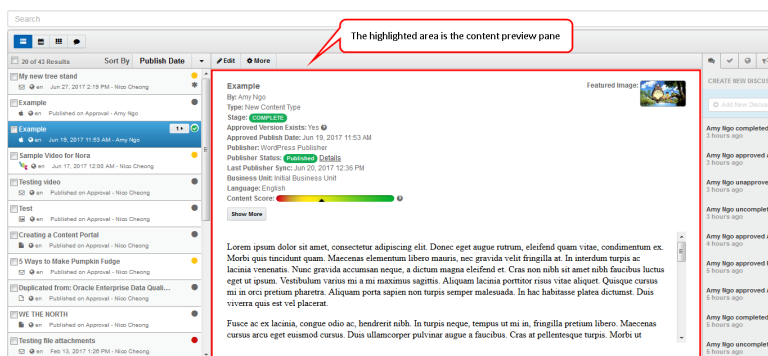 Search
The highlighted area is the content preview pane
20 of 43 Results
Sort By Publish Date
Edit
More
My new tree stand
en Jun 27, 2017 2:19 PM - Nico Cheong
Example
en Published on Approval - Amy Ngo
Example
1
en Jun 19, 2017 11:53 AM - Amy Ngo
Sample Video for Nora
en Jun 17, 2017 12:00 AM - Nico Cheong
Testing video
en Published on Approval - Nico Cheong
Test
en Published on Approval - Nico Cheong
Creating a Content Portal
en Published on Approval - Nico Cheong
5 Ways to Make Pumpkin Fudge
en Published on Approval - Nico Cheong
Duplicated from: Oracle Enterprise Data Quali...
en Published on Approval - Nico Cheong
WE THE NORTH
en Published on Approval - Nico Cheong
Testing file attachments
en Feb 13, 2017 1:26 PM - Nico Cheong
Example
Featured Image:
By: Amy Ngo
Type: New Content Type
Stage: COMPLETE
Approved Version Exists: Yes
Approved Publish Date: Jun 19, 2017 11:53 AM
Publisher: WordPress Publisher
Publisher Status: Published Details
Last Publisher Sync: Jun 20, 2017 12:36 PM
Business Unit: Initial Business Unit
Language: English
Content Score:
Show More
Lorem ipsum dolor sit amet, consectetur adipiscing elit. Donec eget augue rutrum, eleifend quam vitae, condimentum ex.
Morbi quis tincidunt quam. Maecenas elementum libero mauris, nec gravida velit fringilla at. In interdum turpis ac
lacinia venenatis. Nunc gravida accumsan neque, a dictum magna eleifend et. Cras non nibh sit amet nibh faucibus luctus
eget ut ipsum. Vestibulum varius mi a mi maximus sagittis. Aliquam lacinia porttitor risus vitae aliquet. Quisque cursus
mi in orci pretium pharetra. Aliquam porta sapien non turpis semper malesuada. In hac habitasse platea dictumst. Duis
viverra quis est vel placerat.
Fusce ac ex lacinia, congue odio ac, hendrerit nibh. In turpis neque, tempus ut mi in, fringilla pretium libero. Maecenas
cursus arcu eget euismod cursus. Duis ullamcorper pulvinar augue a faucibus. Cras at pellentesque turpis. Morbi ut
CREATE NEW DISCUS
Add New Discus
Amy Ngo completed
3 hours ago
Amy Ngo approved A
3 hours ago
Amy Ngo unapprove
3 hours ago
Amy Ngo uncomplet
3 hours ago
Amy Ngo approved A
4 hours ago
Amy Ngo approved E
5 hours ago
Amy Ngo approved A
5 hours ago
Amy Ngo completed
5 hours ago
Amy Ngo uncomplet